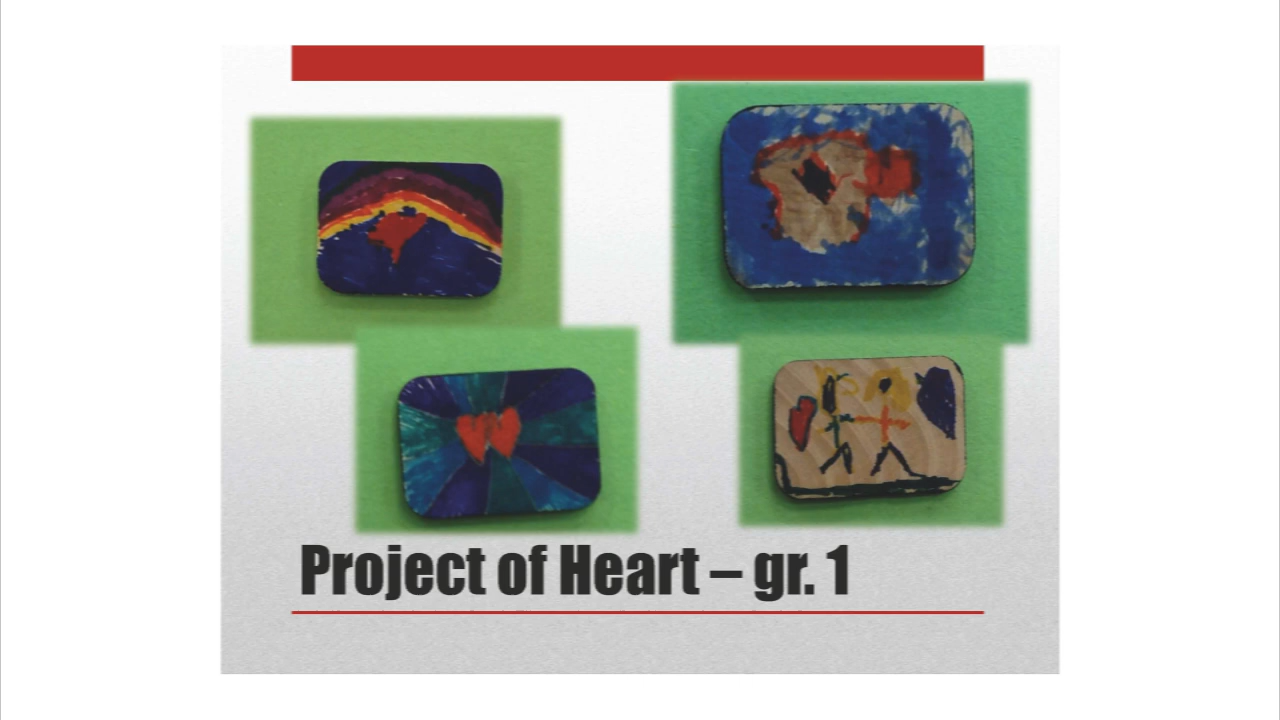 Project of Heart – gr. 1